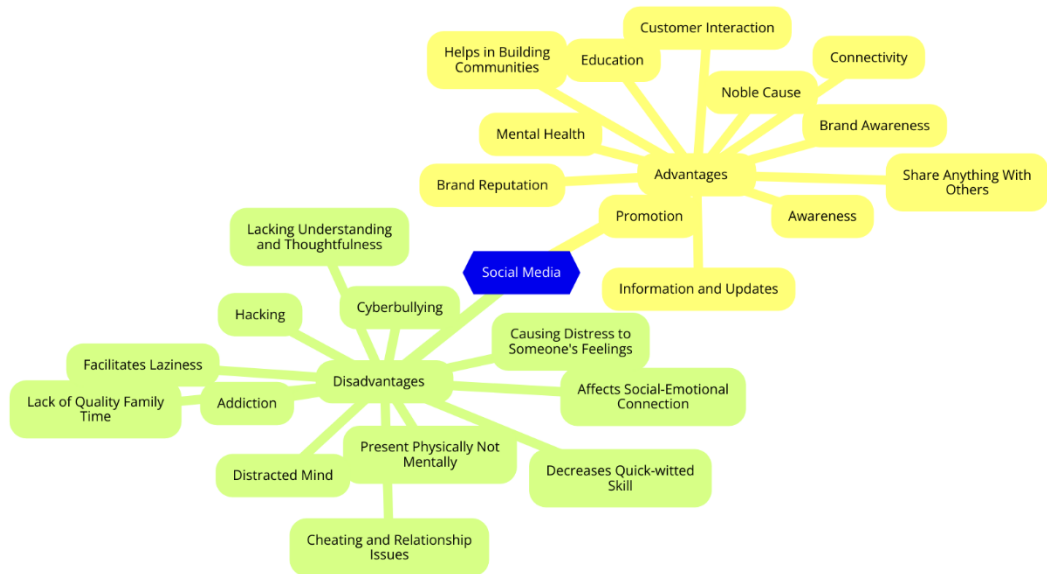 Customer Interaction
Helps in Building
Communities
Education
Connectivity
Noble Cause
Mental Health
Brand Awareness
Advantages
Share Anything With
Others
Brand Reputation
Promotion
Awareness
Information and Updates
Social Media
Lacking Understanding
and Thoughtfulness
Cyberbullying
Hacking
Causing Distress to
Someone's Feelings
Facilitates Laziness
Disadvantages
Affects Social-Emotional
Connection
Lack of Quality Family
Time
Addiction
Present Physically Not
Mentally
Distracted Mind
Decreases Quick-witted
Skill
Cheating and Relationship
Issues